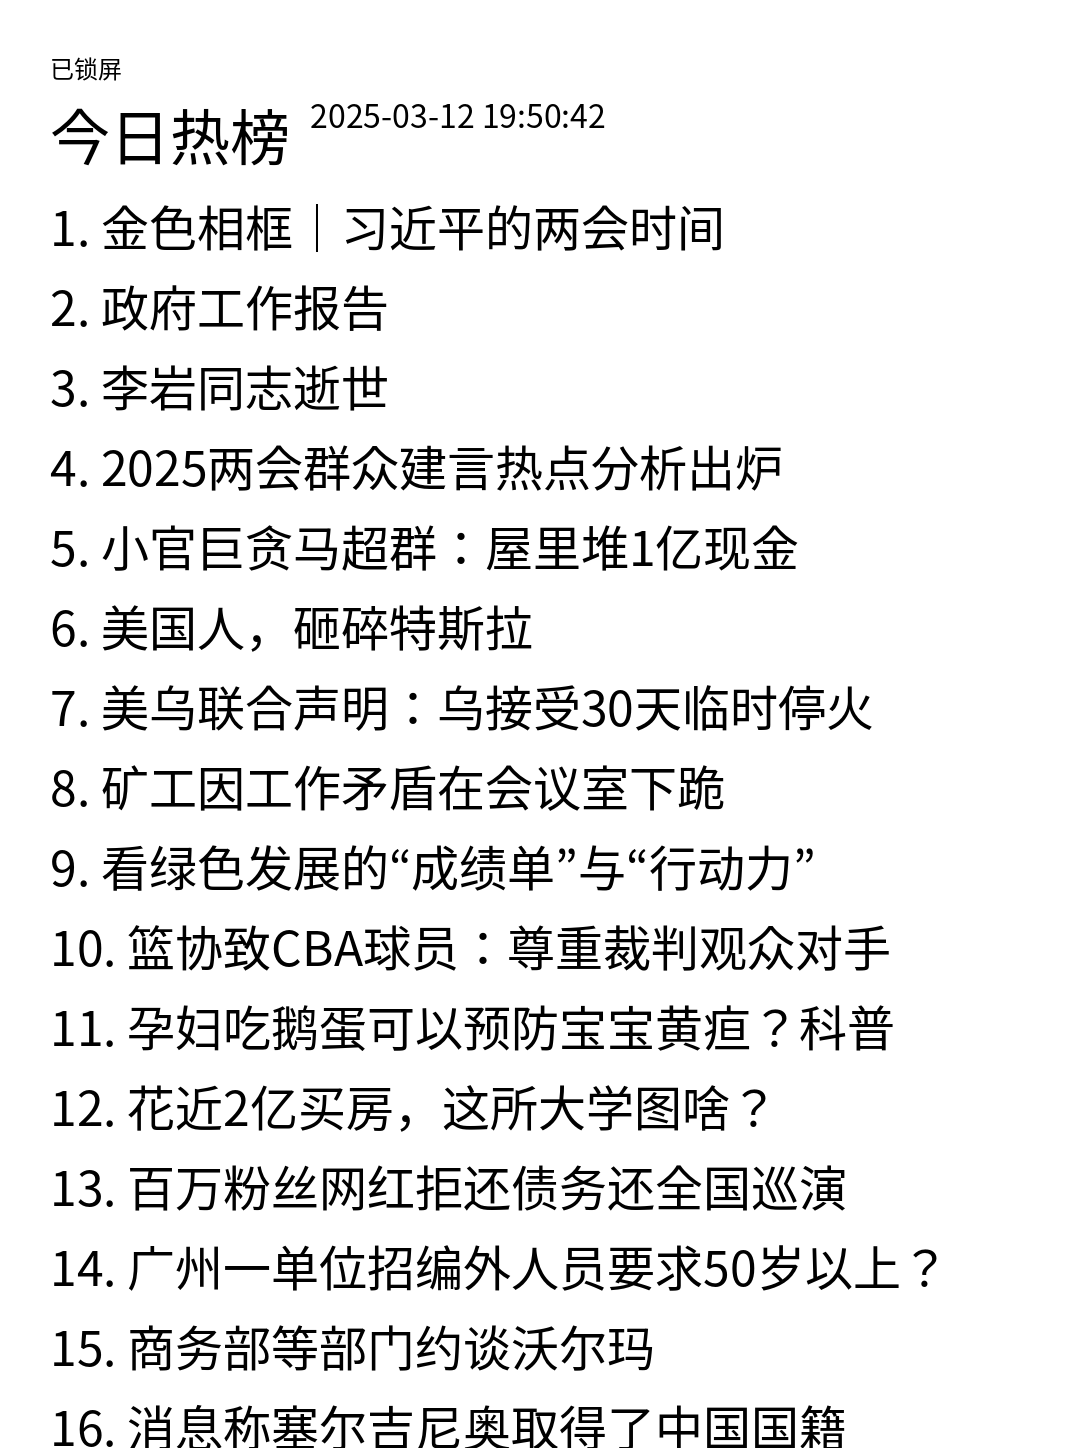 已锁屏
今日热榜 2025-03-12 19:50:42
1. 金色相框｜习近平的两会时间
2. 政府工作报告
3. 李岩同志逝世
4. 2025两会群众建言热点分析出炉
5. 小官巨贪马超群：屋里堆1亿现金
6. 美国人，砸碎特斯拉
7. 美乌联合声明：乌接受30天临时停火
8. 矿工因工作矛盾在会议室下跪
9. 看绿色发展的“成绩单”与“行动力”
10. 篮协致CBA球员：尊重裁判观众对手
11. 孕妇吃鹅蛋可以预防宝宝黄疸？科普
12. 花近2亿买房，这所大学图啥？
13. 百万粉丝网红拒还债务还全国巡演
14. 广州一单位招编外人员要求50岁以上？
15. 商务部等部门约谈沃尔玛
16. 消息称塞尔吉尼奥取得了中国国籍